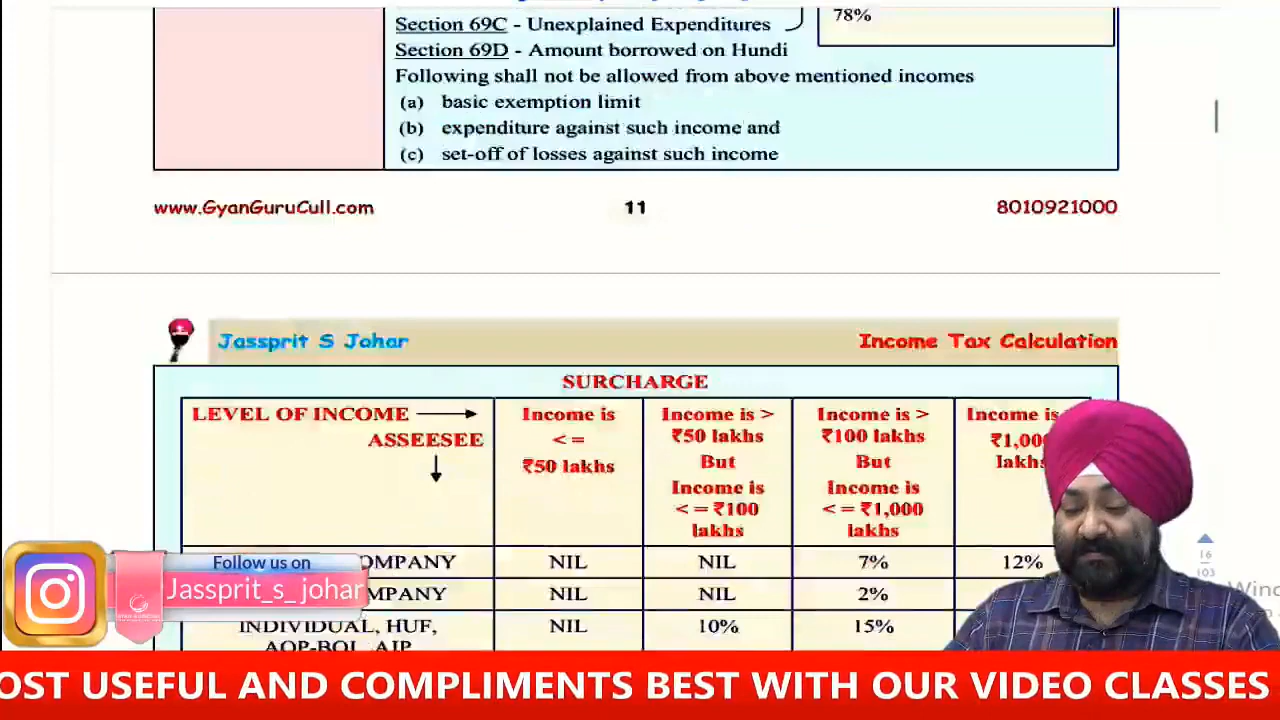 Section 69C - Unexplained Expenditures
78%
Section 69D - Amount borrowed on Hundi
Following shall not be allowed from above mentioned incomes
(a) basic exemption limit
(b) expenditure against such income and
(c) set-off of losses against such income
www.GyanGuruCull.com 11 8010921000
Jassprit S Johar Income Tax Calculation
SURCHARGE
LEVEL OF INCOME
ASSEESEE
Income is
<=
₹50 lakhs
Income is >
₹50 lakhs
But
Income is
<= ₹100
lakhs
Income is >
₹100 lakhs
But
Income is
<= ₹1,000
lakhs
Income is
lakhs
OMPANY NIL NIL 7% 12%
MPANY NIL NIL 2%
INDIVIDUAL, HUF, NIL 10% 15%
AOP-BOI, AJP
16
103
Follow us on
Jassprit_s_johar
OST USEFUL AND COMPLIMENTS BEST WITH OUR VIDEO CLASSES